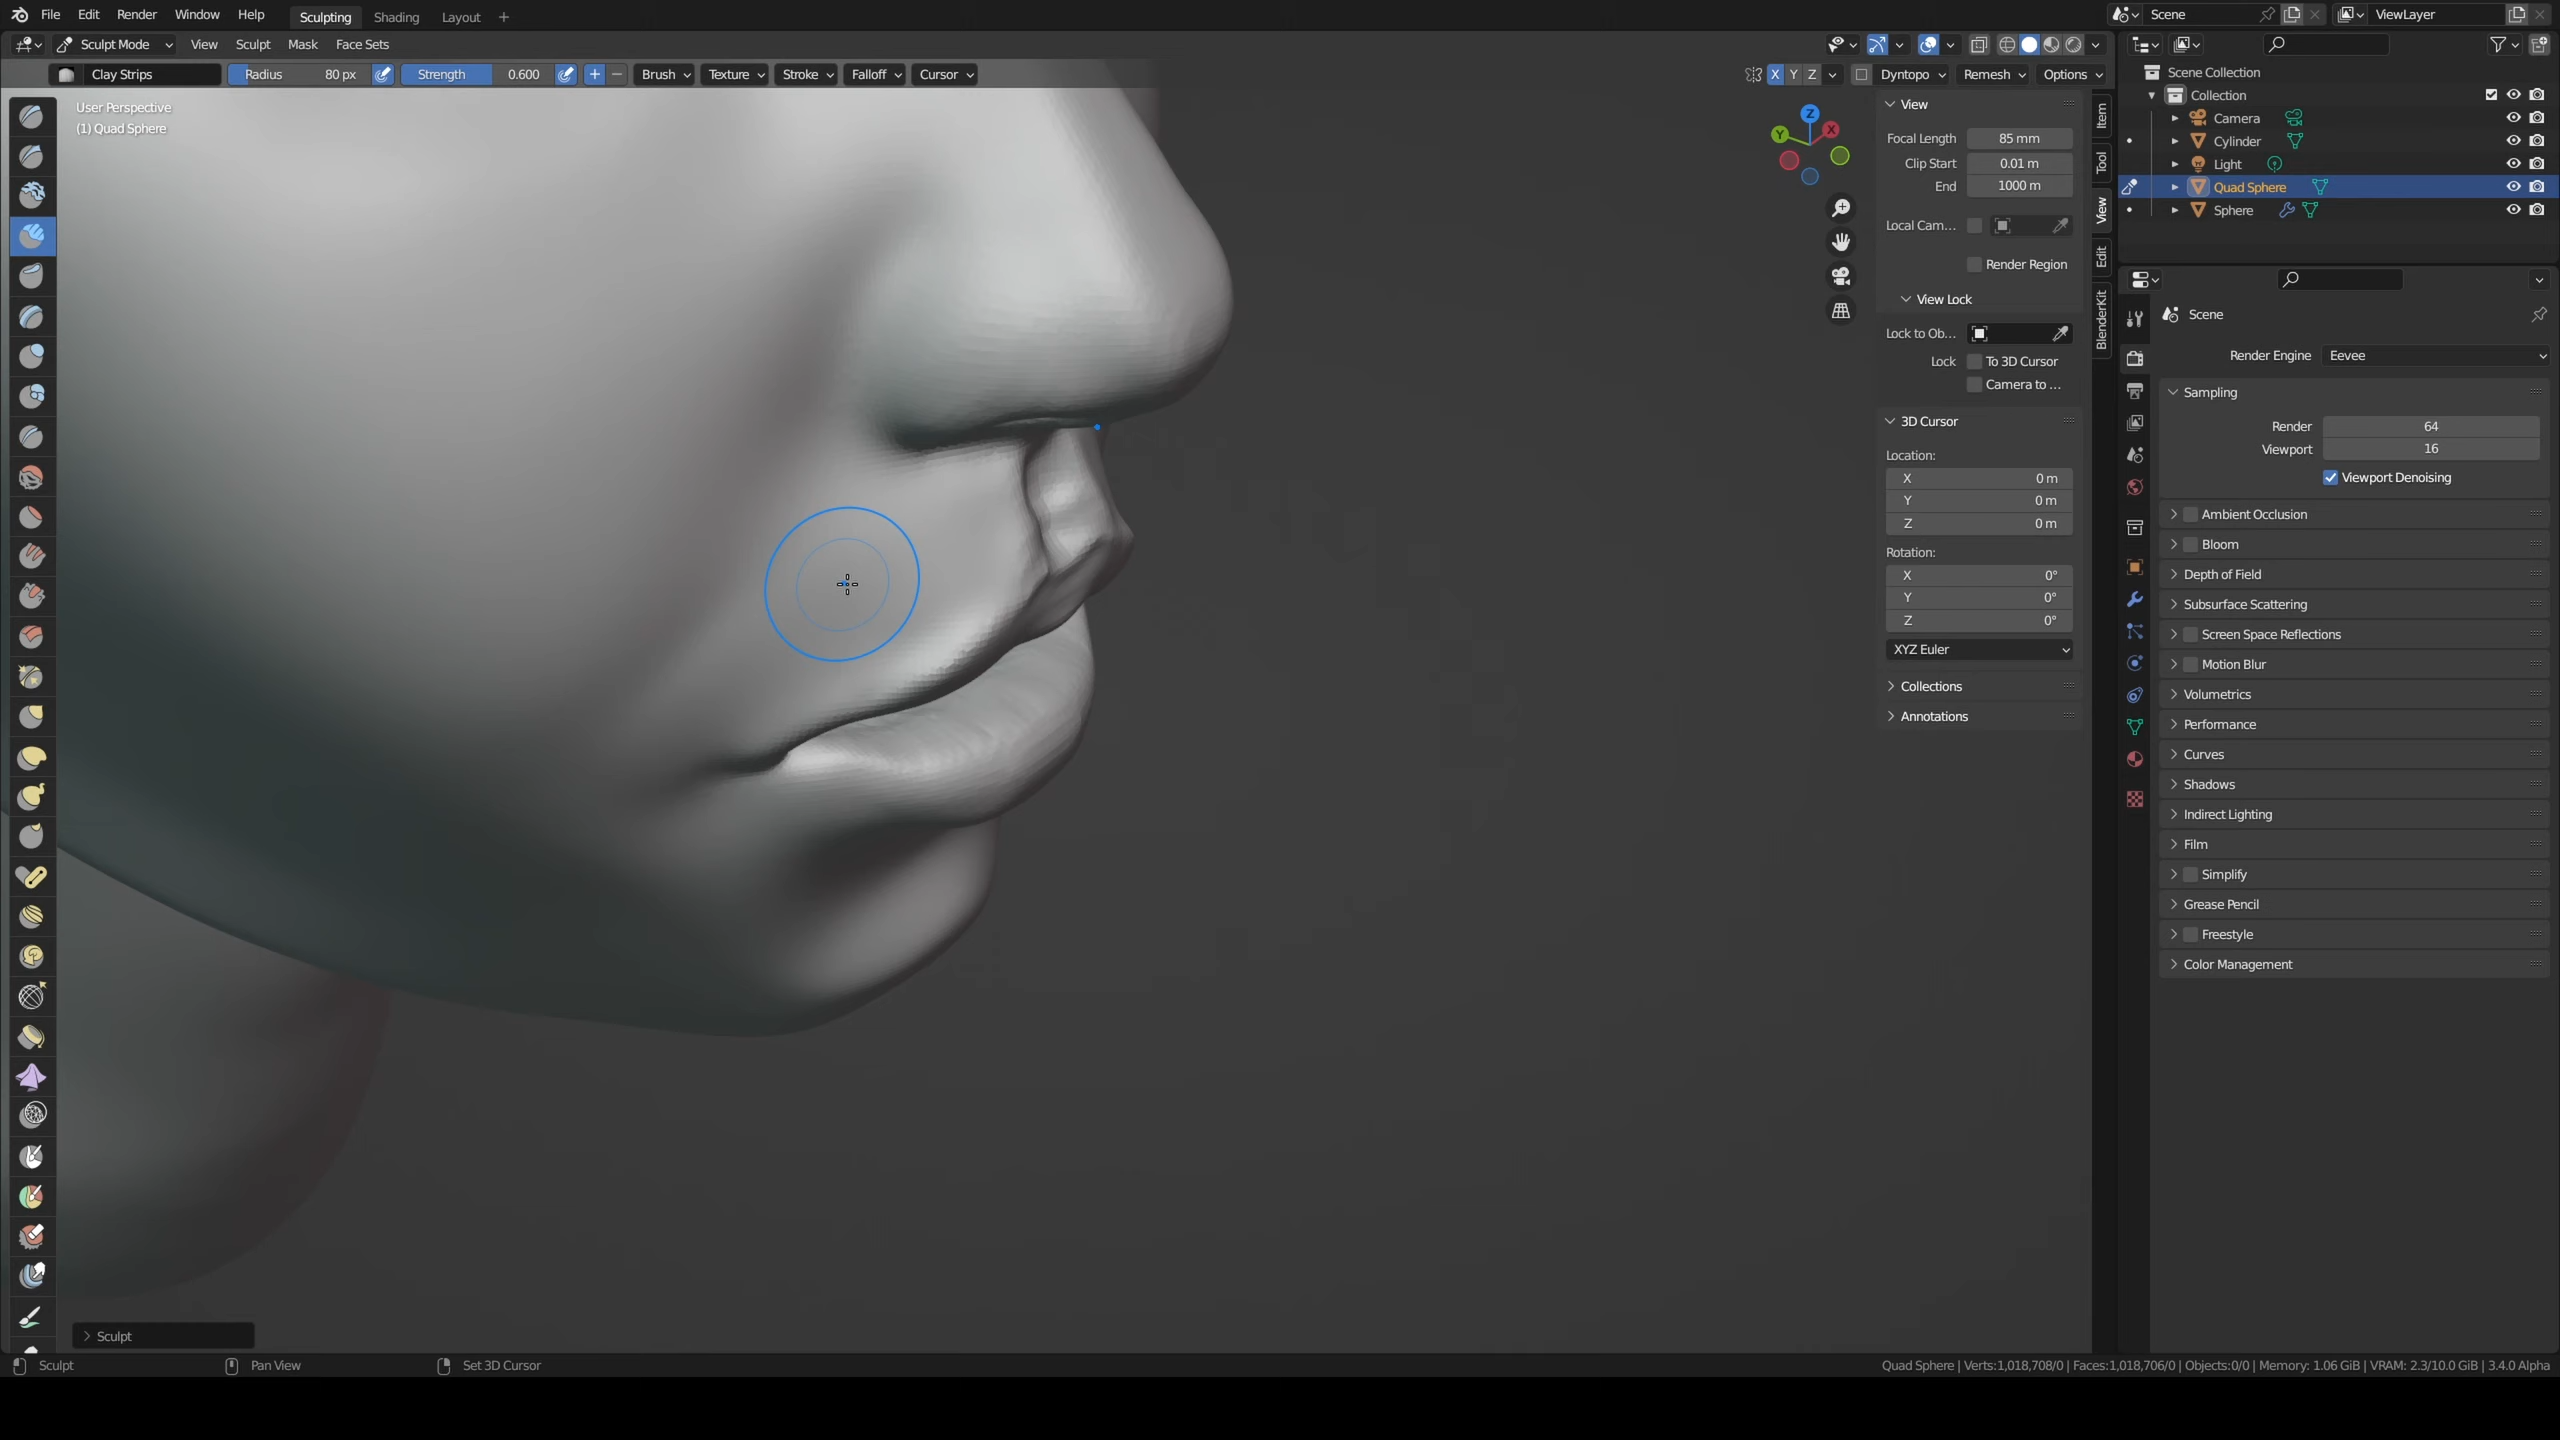 File Edit Render Window Help Sculpting Shading Layout + Scene ViewLayer
Sculpt Mode View Sculpt Mask Face Sets
Clay Strips Radius 80 px Strength 0.600 + − Brush Texture Stroke Falloff Cursor X Y Z Dyntopo Remesh Options
User Perspective
(1) Quad Sphere
Z
Y
X
View
Focal Length 85 mm
Clip Start 0.01 m
End 1000 m
Local Cam...
Render Region
View Lock
Lock to Ob...
Lock To 3D Cursor
Camera to ...
3D Cursor
Location:
X 0 m
Y 0 m
Z 0 m
Rotation:
X 0°
Y 0°
Z 0°
XYZ Euler
Collections
Annotations
Item
Tool
View
Edit
BlenderKit
Scene Collection
Collection
Camera
Cylinder
Light
Quad Sphere
Sphere
Scene
Render Engine Eevee
Sampling
Render 64
Viewport 16
Viewport Denoising
Ambient Occlusion
Bloom
Depth of Field
Subsurface Scattering
Screen Space Reflections
Motion Blur
Volumetrics
Performance
Curves
Shadows
Indirect Lighting
Film
Simplify
Grease Pencil
Freestyle
Color Management
Sculpt
Sculpt Pan View Set 3D Cursor Quad Sphere | Verts:1,018,708/0 | Faces:1,018,706/0 | Objects:0/0 | Memory: 1.06 GiB | VRAM: 2.3/10.0 GiB | 3.4.0 Alpha